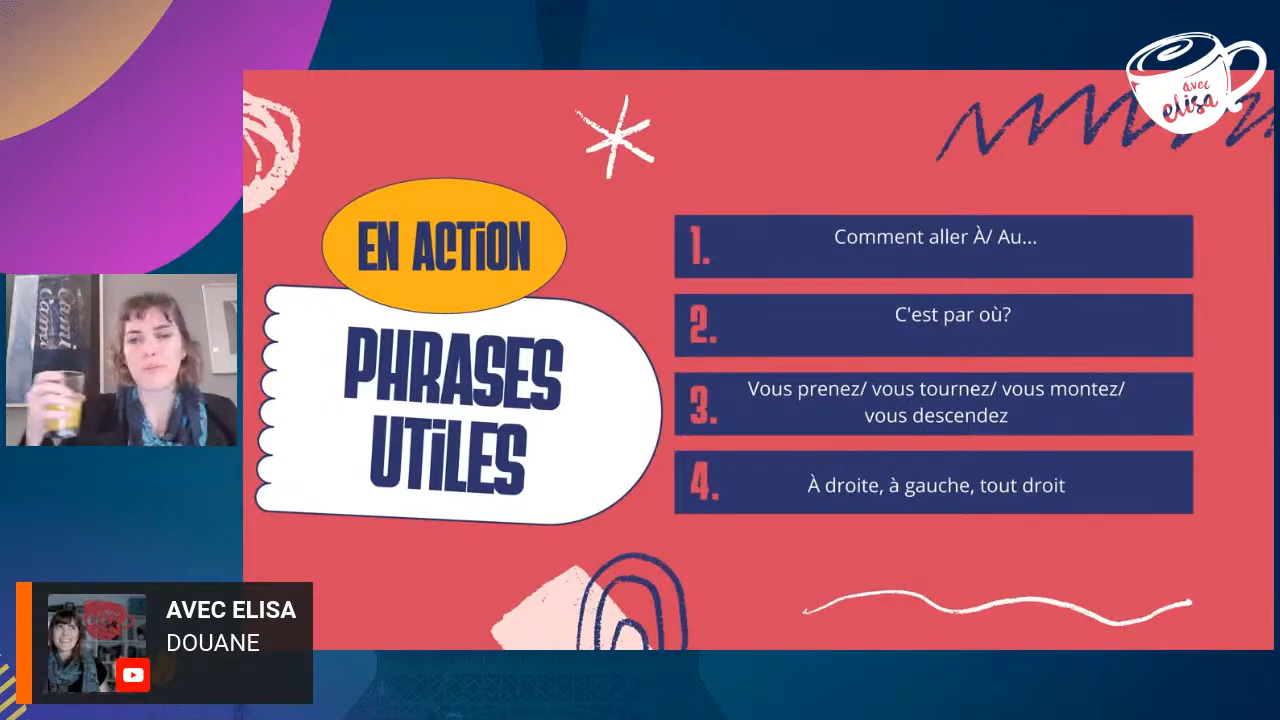 avec
elisa
EN ACTION
PHRASES
UTILES
1.
Comment aller À/ Au...
2.
C'est par où?
3.
Vous prenez/ vous tournez/ vous montez/
vous descendez
4.
À droite, à gauche, tout droit
AVEC ELISA
DOUANE